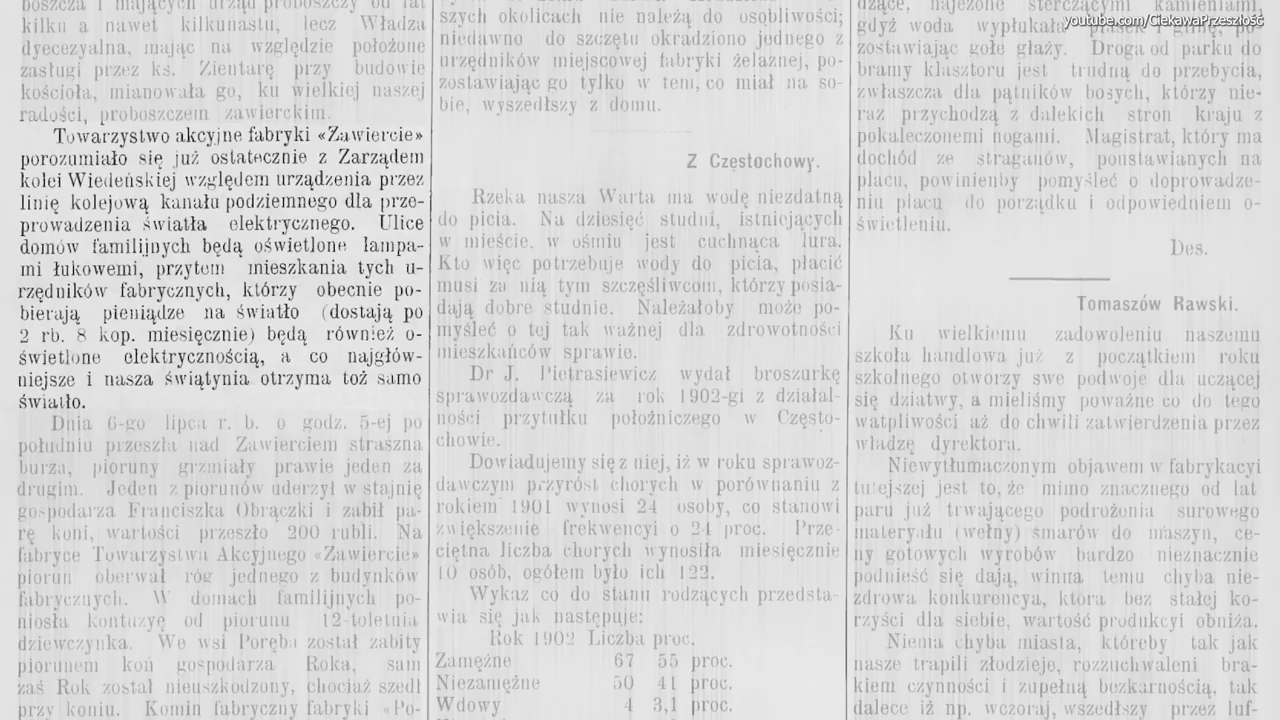 boszcza i mających urząd proboszczy od lat
kilku a nawet kilkunastu, lecz Władza
dyecezyalna, mając na względzie położone
zasługi przez ks. Zientarę przy budowie
kościoła, mianowała go, ku wielkiej naszej
radości, proboszczem zawierckim.
Towarzystwo akcyjne fabryki «Zawiercie»
porozumiało się już ostatecznie z Zarządem
kolei Wiedeńskiej względem urządzenia przez
linię kolejową kanału podziemnego dla prze-
prowadzenia światła elektrycznego. Ulice
domów familijnych będą oświetlone lampa-
mi łukowemi, przytem mieszkania tych u-
rzędników fabrycznych, którzy obecnie po-
bierają pieniądze na światło (dostają po
2 rb. 8 kop. miesięcznie) będą również o-
świetlone elektrycznością, a co najgłów-
niejsze i nasza świątynia otrzyma toż samo
światło.
Dnia 6-go lipca r. b. o godz. 5-ej po
południu przeszła nad Zawierciem straszna
burza, pioruny grzmiały prawie jeden za
drugim. Jeden z piorunów uderzył w stajnię
gospodarza Franciszka Obrączki i zabił pa-
rę koni, wartości przeszło 200 rubli. Na
fabryce Towarzystwa Akcyjnego «Zawiercie»
piorun oberwał róg jednego z budynków
fabrycznych. W domach familijnych po-
niosła kontuzyę od piorunu 12-toletnia
dziewczynka. We wsi Poręba został zabity
piorunem koń gospodarza Roka, sam
zaś Rok został nieuszkodzony, chociaż szedł
przy koniu. Komin fabryczny fabryki «Po-
szych okolicach nie należą do osobliwości;
niedawno do szczętu okradziono jednego z
urzędników miejscowej fabryki żelaznej, po-
zostawiając go tylko w tem, co miał na so-
bie, wyszedłszy z domu.
Z Częstochowy.
Rzeka nasza Warta ma wodę niezdatną
do picia. Na dziesięć studni, istniejących
w mieście, w ośmiu jest cuchnąca lura.
Kto więc potrzebuje wody do picia, płacić
musi za nią tym szczęśliwcom, którzy posia-
dają dobre studnie. Należałoby może po-
myśleć o tej tak ważnej dla zdrowotności
mieszkańców sprawie.
Dr J. Pietrasiewicz wydał broszurkę
sprawozdawczą za rok 1902-gi z działal-
ności przytułku położniczego w Często-
chowie.
Dowiadujemy się z niej, iż w roku sprawoz-
dawczym przyróst chorych w porównaniu z
rokiem 1901 wynosi 24 osoby, co stanowi
zwiększenie frekwencyi o 24 proc. Prze-
ciętna liczba chorych wynosiła miesięcznie
10 osób, ogółem było ich 122.
Wykaz co do stanu rodzących przedsta-
wia się jak następuje:
Rok 1902 Liczba proc.
Zamężne 67 55 proc.
Niezamężne 50 41 proc.
Wdowy 4 3,1 proc.
dzące, najeżone sterczącymi kamieniami,
gdyż woda wypłukała piasek i glinę, po-
zostawiając gołe głazy. Droga od parku do
bramy klasztoru jest trudną do przebycia,
zwłaszcza dla pątników bosych, którzy nie-
raz przychodzą z dalekich stron kraju z
pokaleczonemi nogami. Magistrat, który ma
dochód ze straganów, poustawianych na
placu, powinienby pomyśleć o doprowadze-
niu placu do porządku i odpowiedniem o-
świetleniu.
Des.
Tomaszów Rawski.
Ku wielkiemu zadowoleniu naszemu
szkoła handlowa już z początkiem roku
szkolnego otworzy swe podwoje dla uczącej
się dziatwy, a mieliśmy poważne co do tego
wątpliwości aż do chwili zatwierdzenia przez
władzę dyrektora.
Niewytłumaczonym objawem w fabrykacyi
tutejszej jest to, że mimo znacznego od lat
paru już trwającego podrożenia surowego
materyału (wełny) smarów do maszyn, ce-
ny gotowych wyrobów bardzo nieznacznie
podnieść się dają, winna temu chyba nie-
zdrowa konkurencya, która bez stałej ko-
rzyści dla siebie, wartość produkcyi obniża.
Niema chyba miasta, któreby tak jak
nasze trapili złodzieje, rozzuchwaleni bra-
kiem czynności i zupełną bezkarnością, tak
dalece iż np. wczoraj, wszedłszy przez luf-
youtube.com/CiekawaPrzeszłość